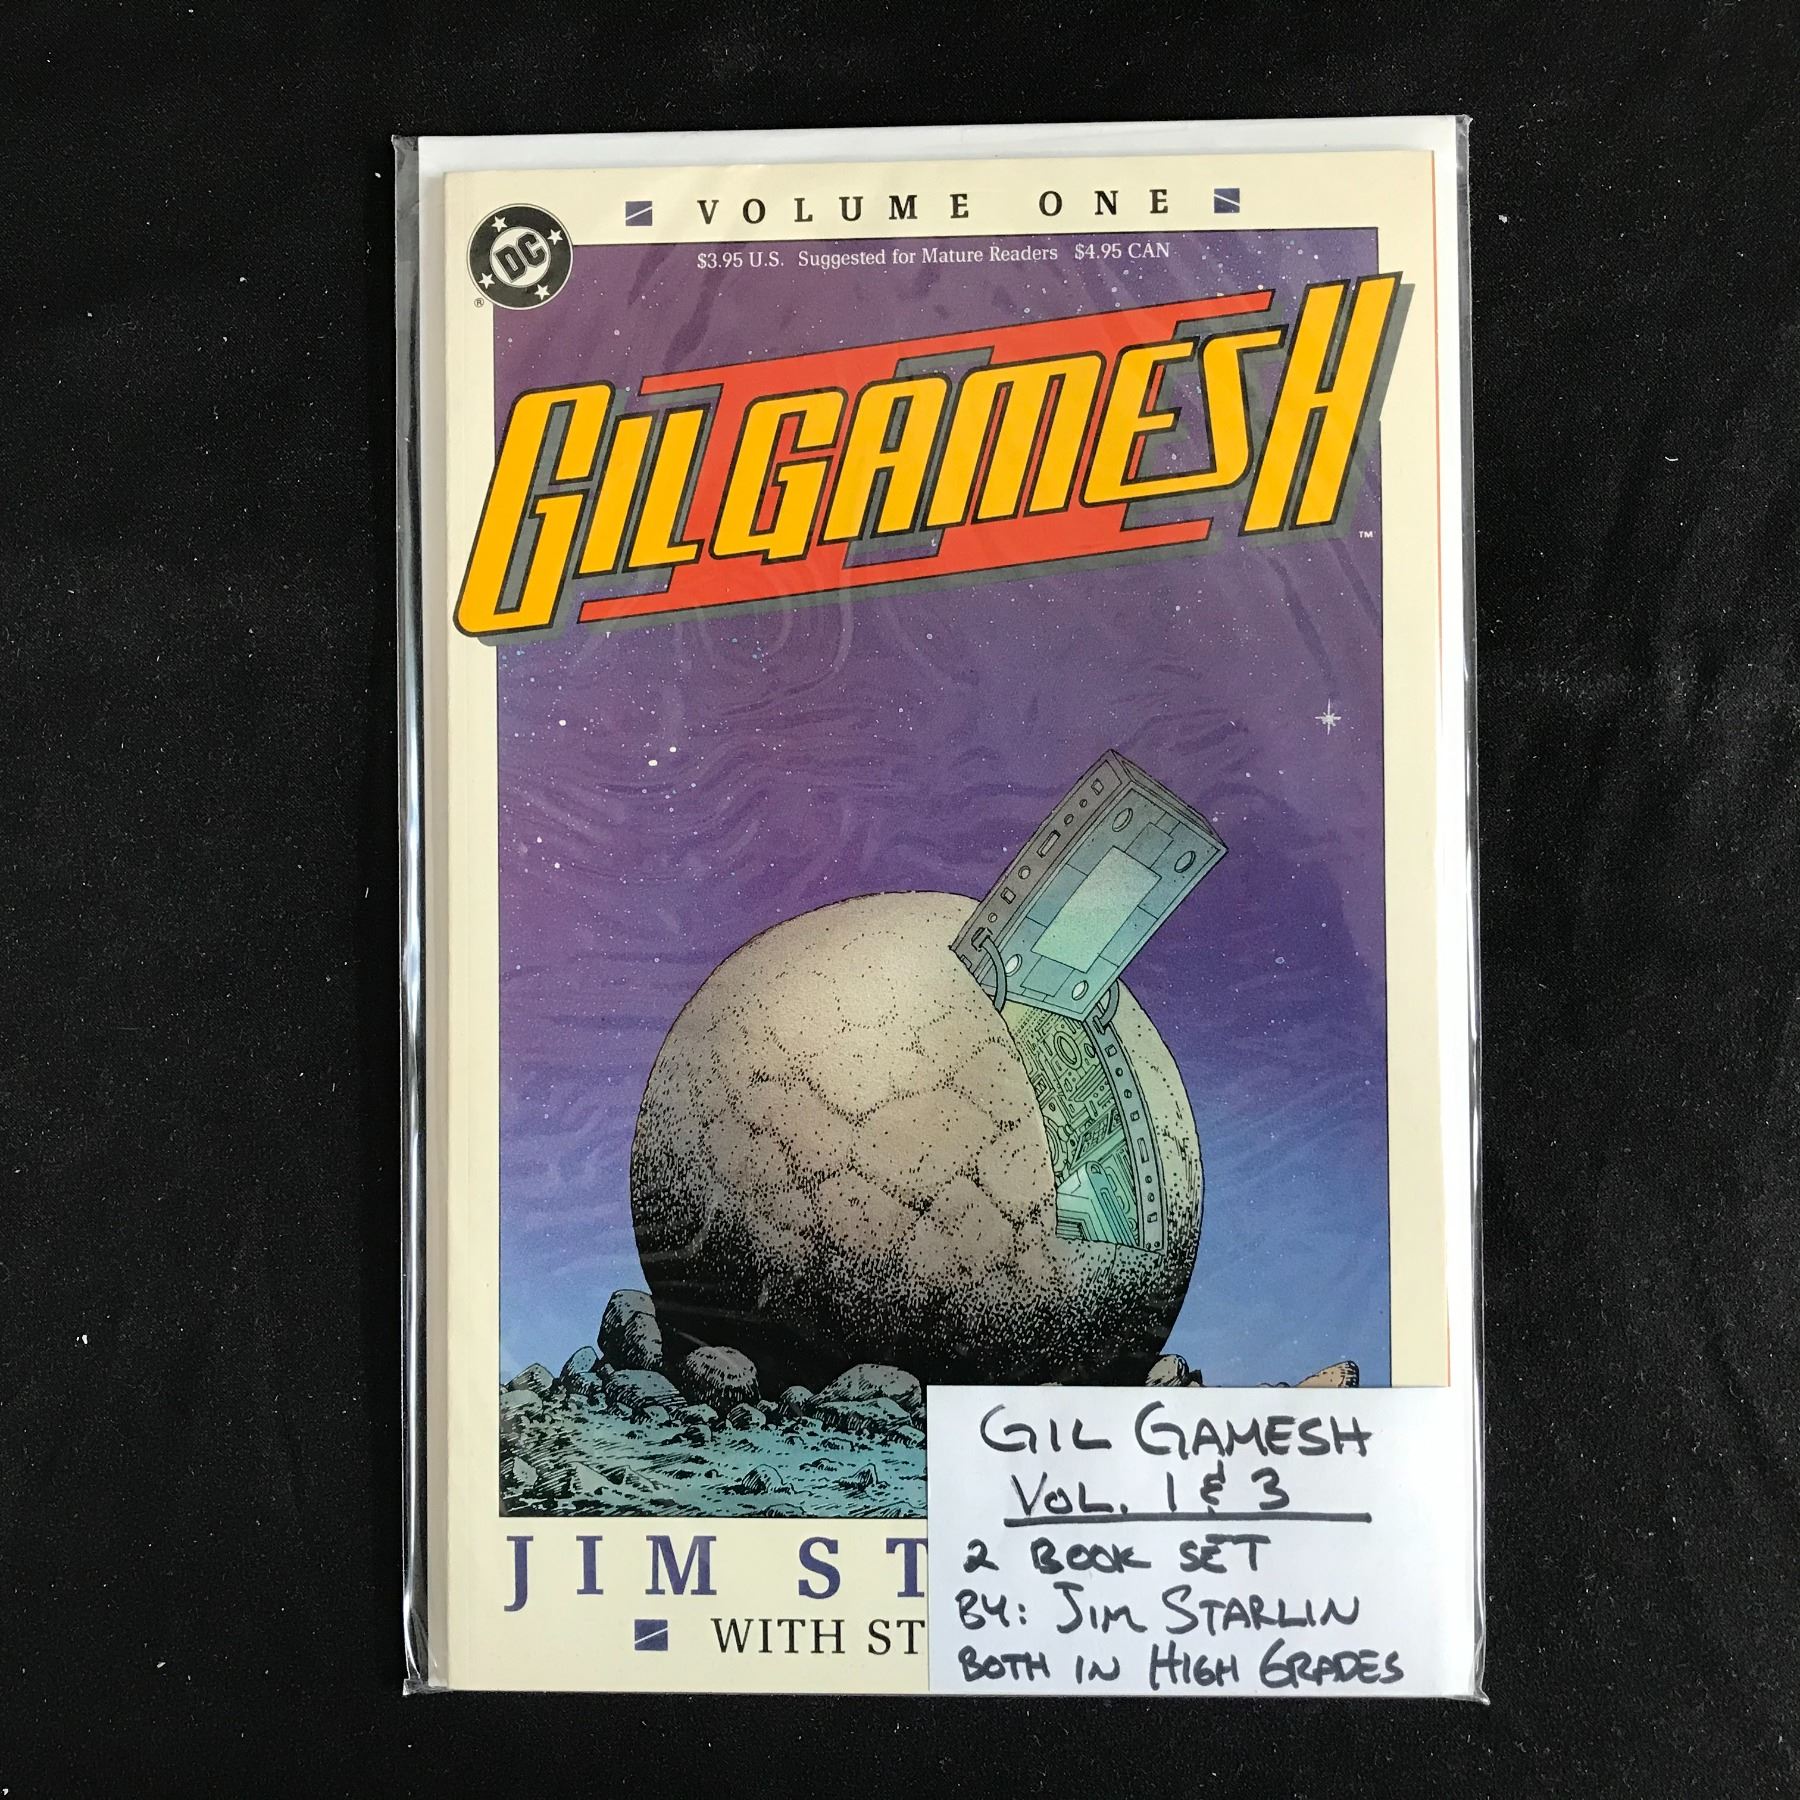 VOLUME ONE
DC
®
$3.95 U.S. Suggested for Mature Readers $4.95 CAN
GILGAMESH
II
TM
JIM ST
WITH ST
GIL GAMESH
VOL. 1 & 3
2 BOOK SET
BY: JIM STARLIN
BOTH IN HIGH GRADES